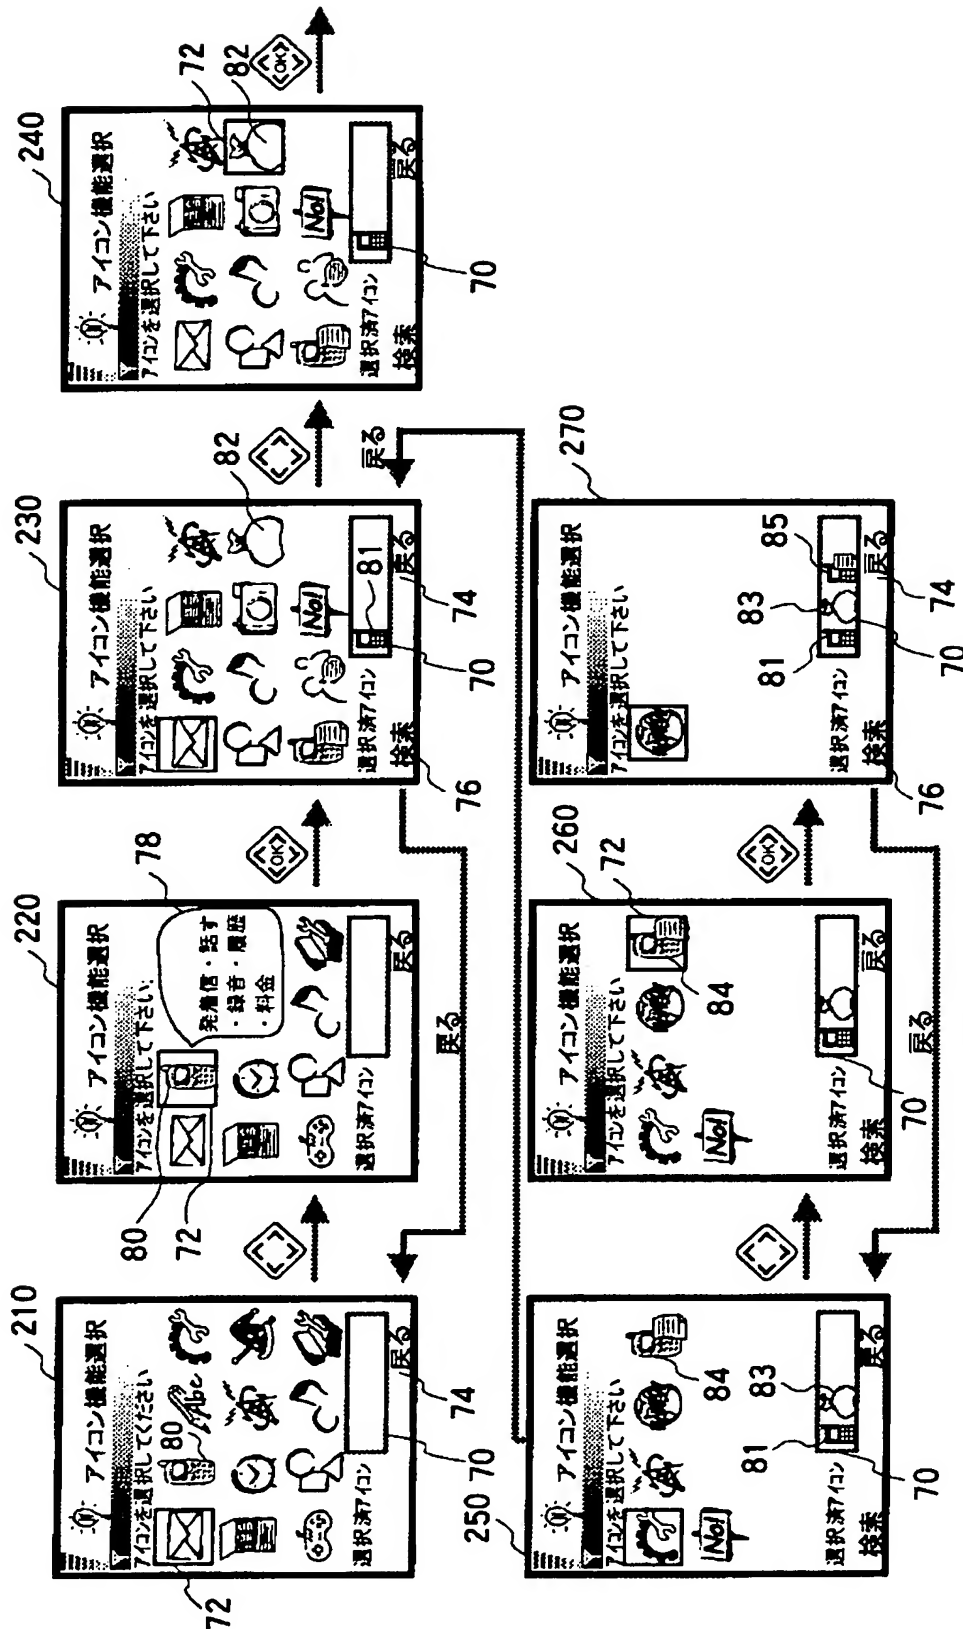 210
アイコン機能選択
アイコンを選択してください
Abc
80
72
選択済アイコン
戻る
70
74
220
アイコン機能選択
アイコンを選択して下さい
発着信・話す
・録音・履歴
・料金
78
80
72
選択済アイコン
戻る
OK
230
アイコン機能選択
アイコンを選択して下さい
No!
82
選択済アイコン
81
検索
戻る
76
70
74
戻る
240
アイコン機能選択
アイコンを選択して下さい
No!
72
82
選択済アイコン
検索
戻る
70
OK
250
アイコン機能選択
アイコンを選択して下さい
No!
84
選択済アイコン
81
83
検索
戻る
70
戻る
260
アイコン機能選択
アイコンを選択して下さい
No!
72
84
選択済アイコン
検索
戻る
70
OK
戻る
270
アイコン機能選択
アイコンを選択して下さい
選択済アイコン
81
83
85
検索
戻る
76
70
74